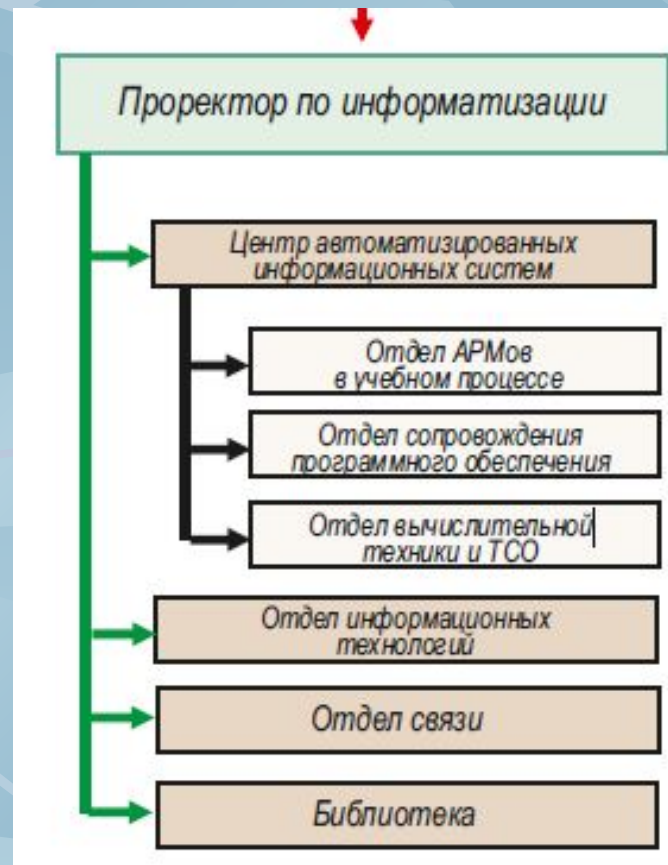 Проректор по информатизации
Центр автоматизированных
информационных систем
Отдел АРМов
в учебном процессе
Отдел сопровождения
программного обеспечения
Отдел вычислительной
техники и ТСО
Отдел информационных
технологий
Отдел связи
Библиотека